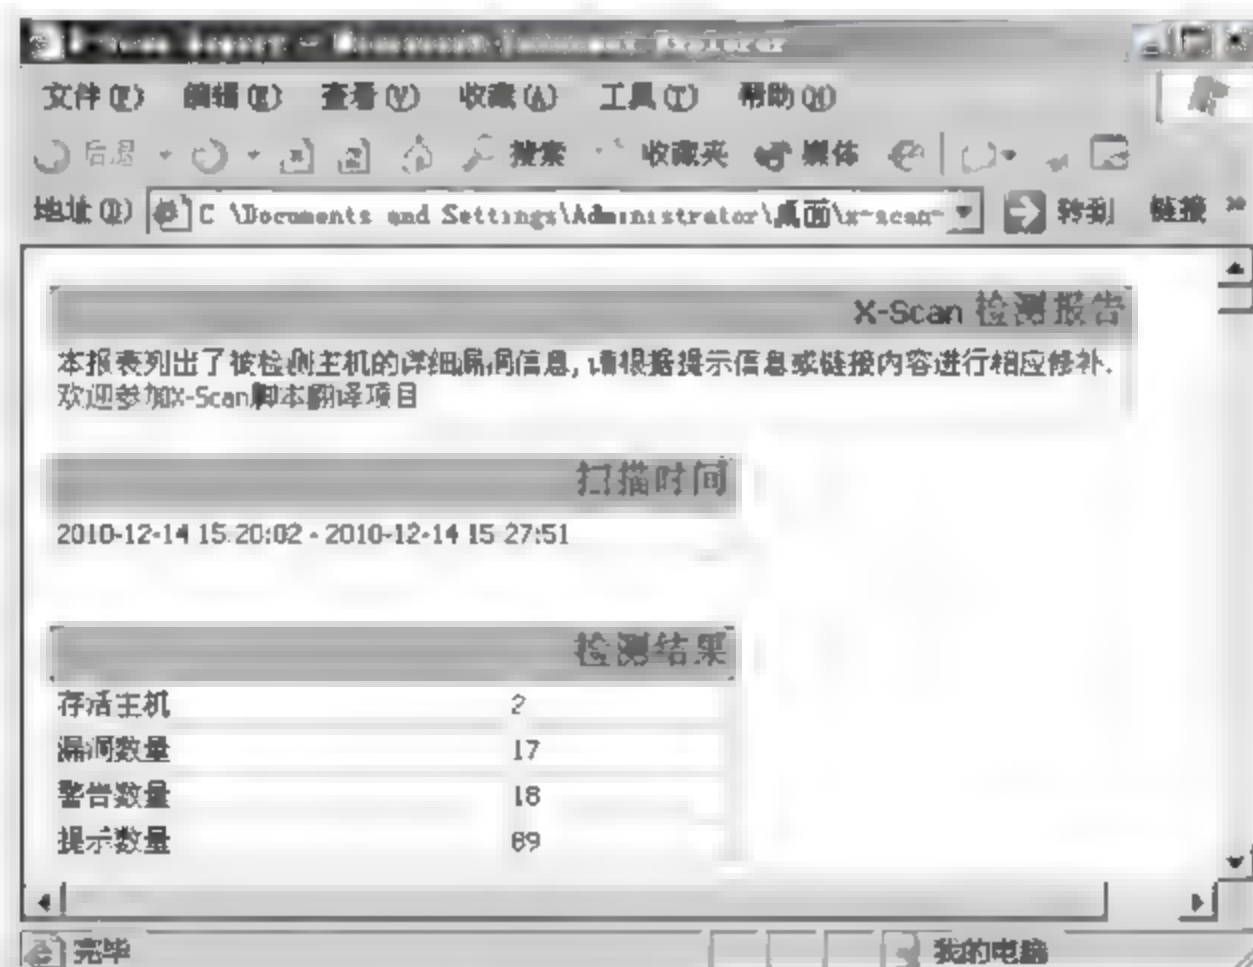 X-Scan Report - Microsoft Internet Explorer
文件(F) 编辑(E) 查看(V) 收藏(A) 工具(T) 帮助(H)
后退 搜索 收藏夹 媒体
地址(D) C:\Documents and Settings\Administrator\桌面\x-scan- 转到 链接 »
X-Scan 检测报告
本报表列出了被检测主机的详细漏洞信息, 请根据提示信息或链接内容进行相应修补.
欢迎参加X-Scan脚本翻译项目
扫描时间
2010-12-14 15:20:02 - 2010-12-14 15:27:51
检测结果
存活主机 2
漏洞数量 17
警告数量 18
提示数量
完毕 我的电脑